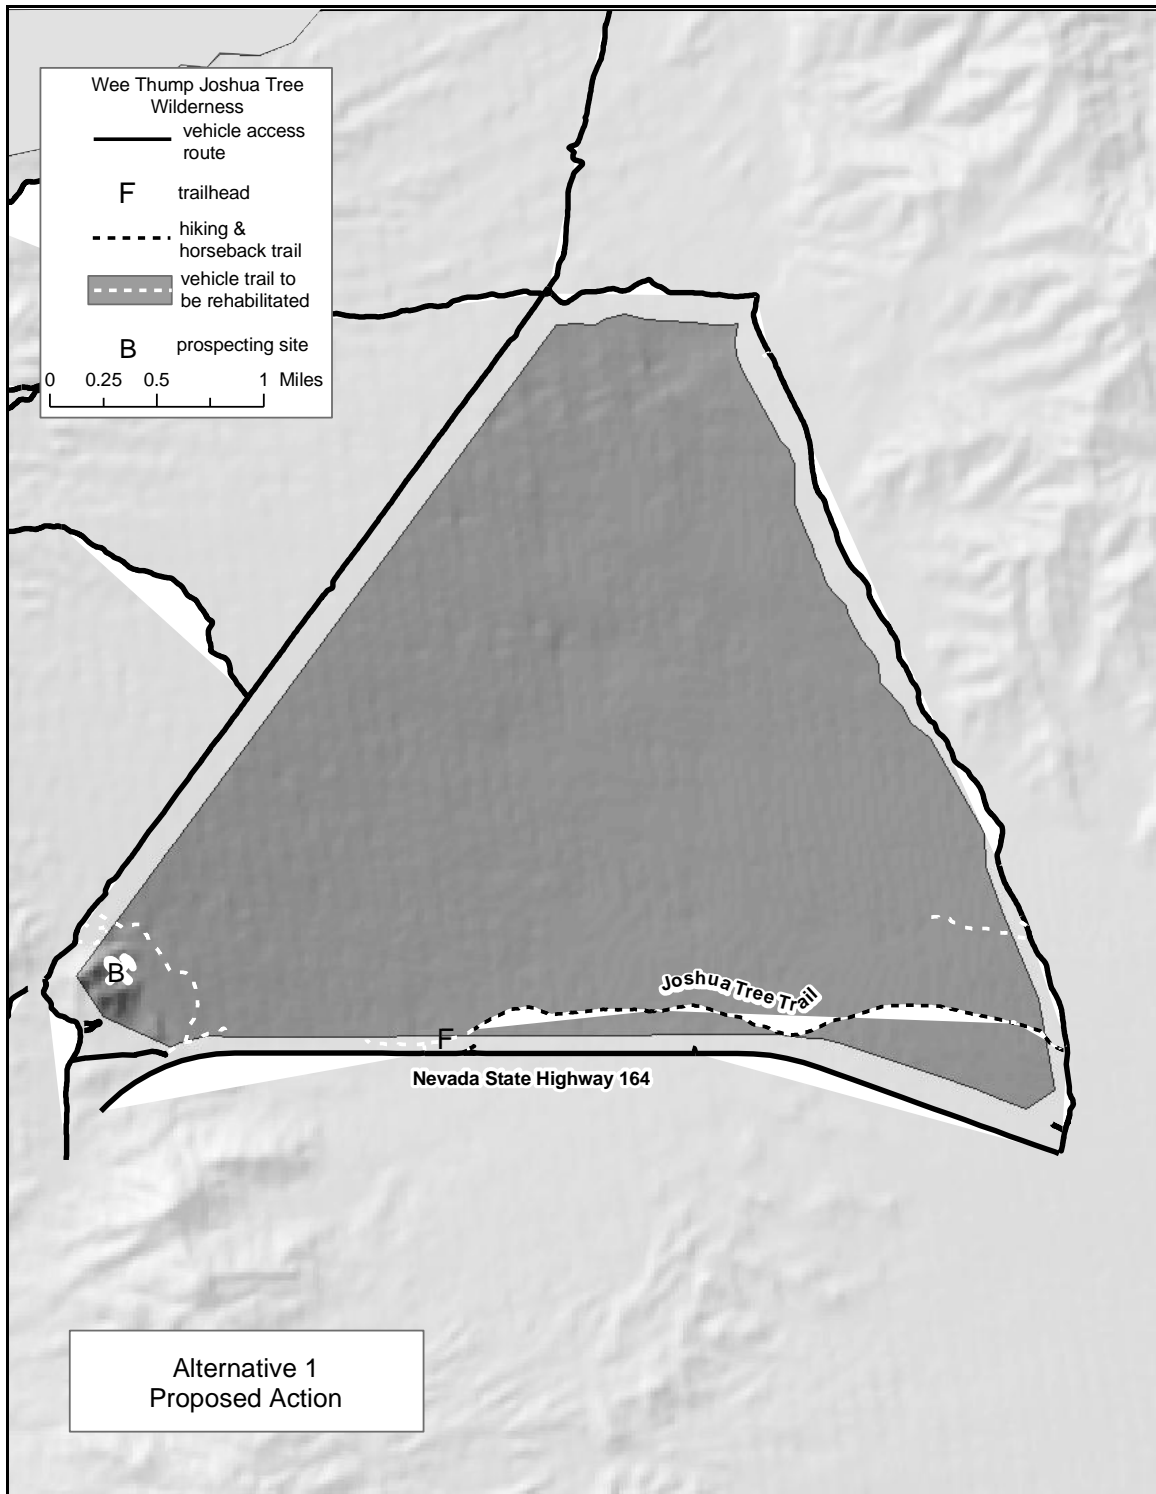 Wee Thump Joshua Tree
Wilderness
vehicle access
route
F trailhead
hiking &
horseback trail
vehicle trail to
be rehabilitated
B prospecting site
0 0.25 0.5 1 Miles
B
Joshua Tree Trail
F
Nevada State Highway 164
Alternative 1
Proposed Action